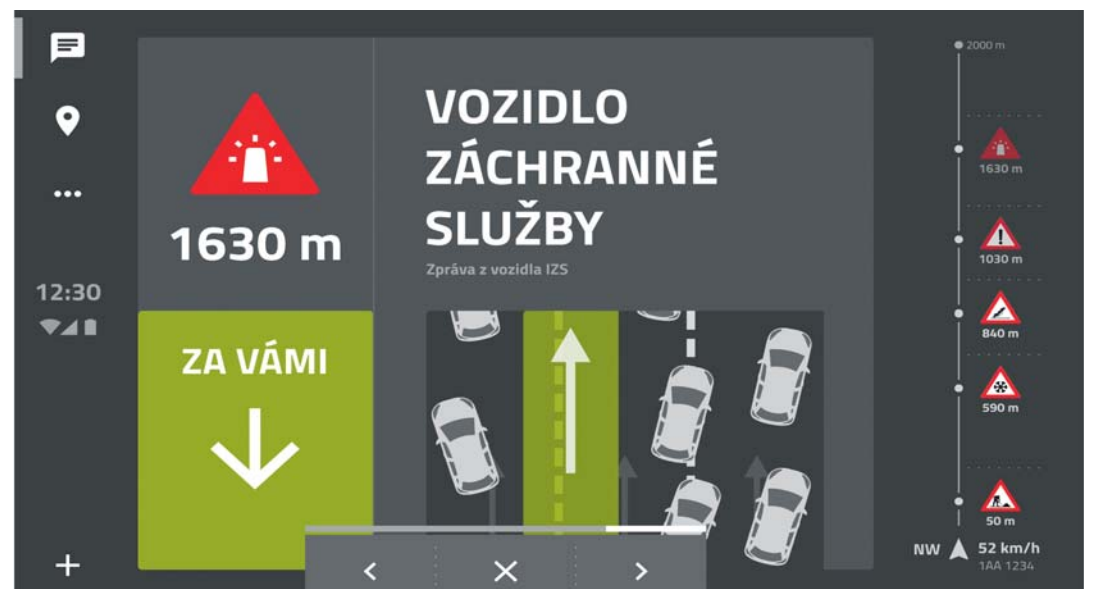 12:30
1630 m
VOZIDLO
ZÁCHRANNÉ
SLUŽBY
Zpráva z vozidla IZS
ZA VÁMI
2000 m
1630 m
1030 m
840 m
590 m
50 m
NW 52 km/h
1AA 1234